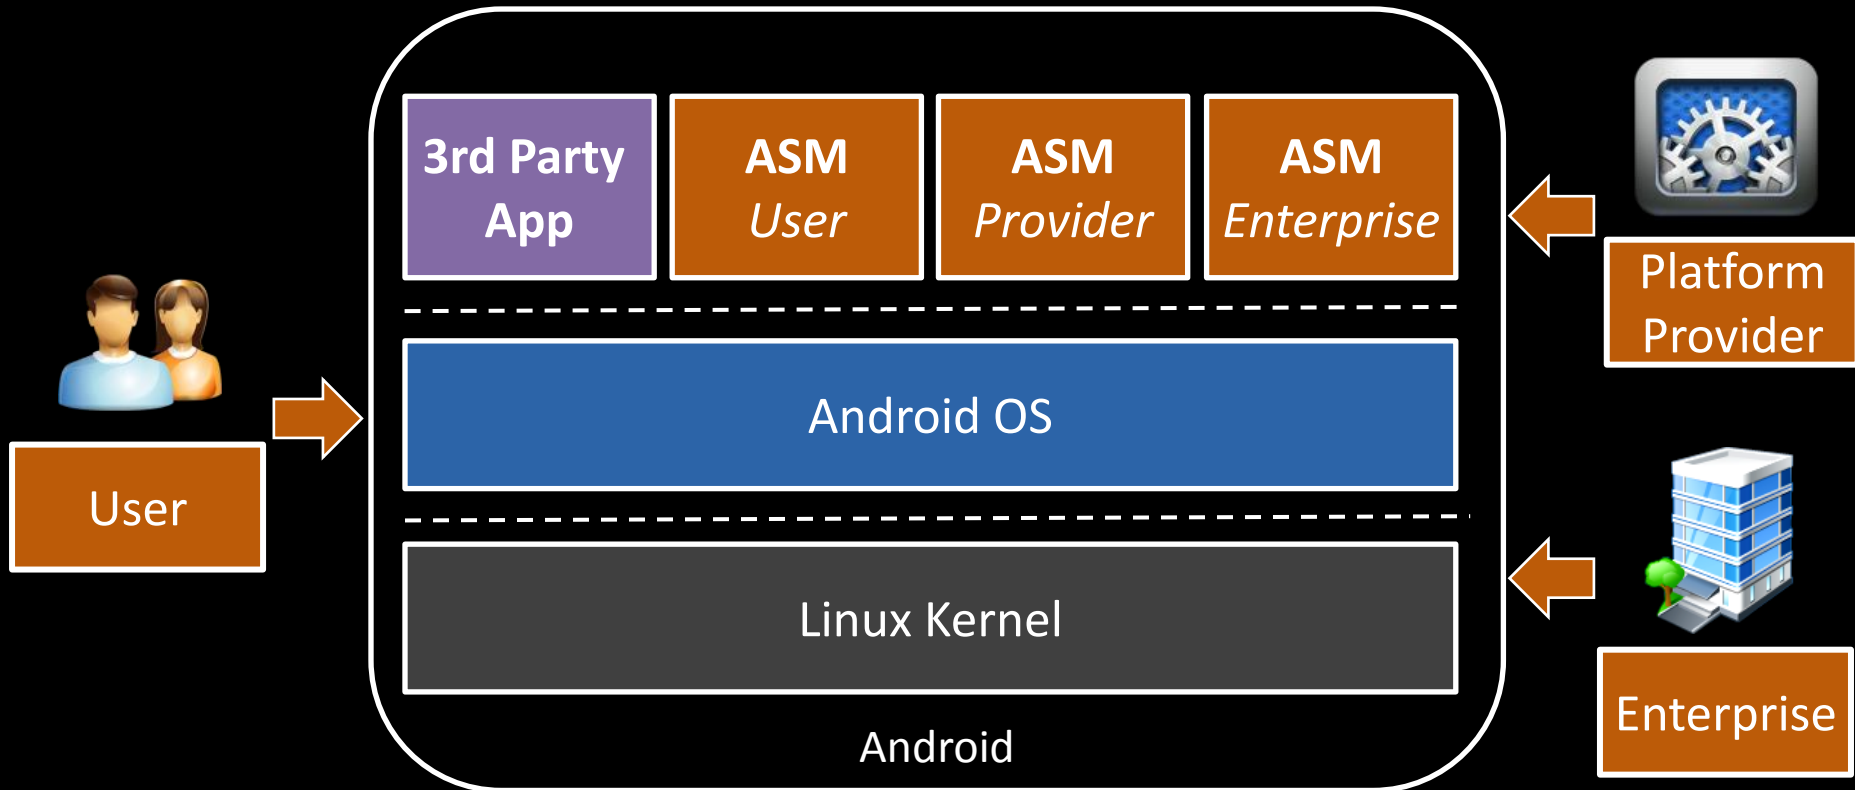 3rd Party
App
ASM
User
ASM
Provider
ASM
Enterprise
Platform
Provider
Android OS
User
Linux Kernel
Enterprise
Android